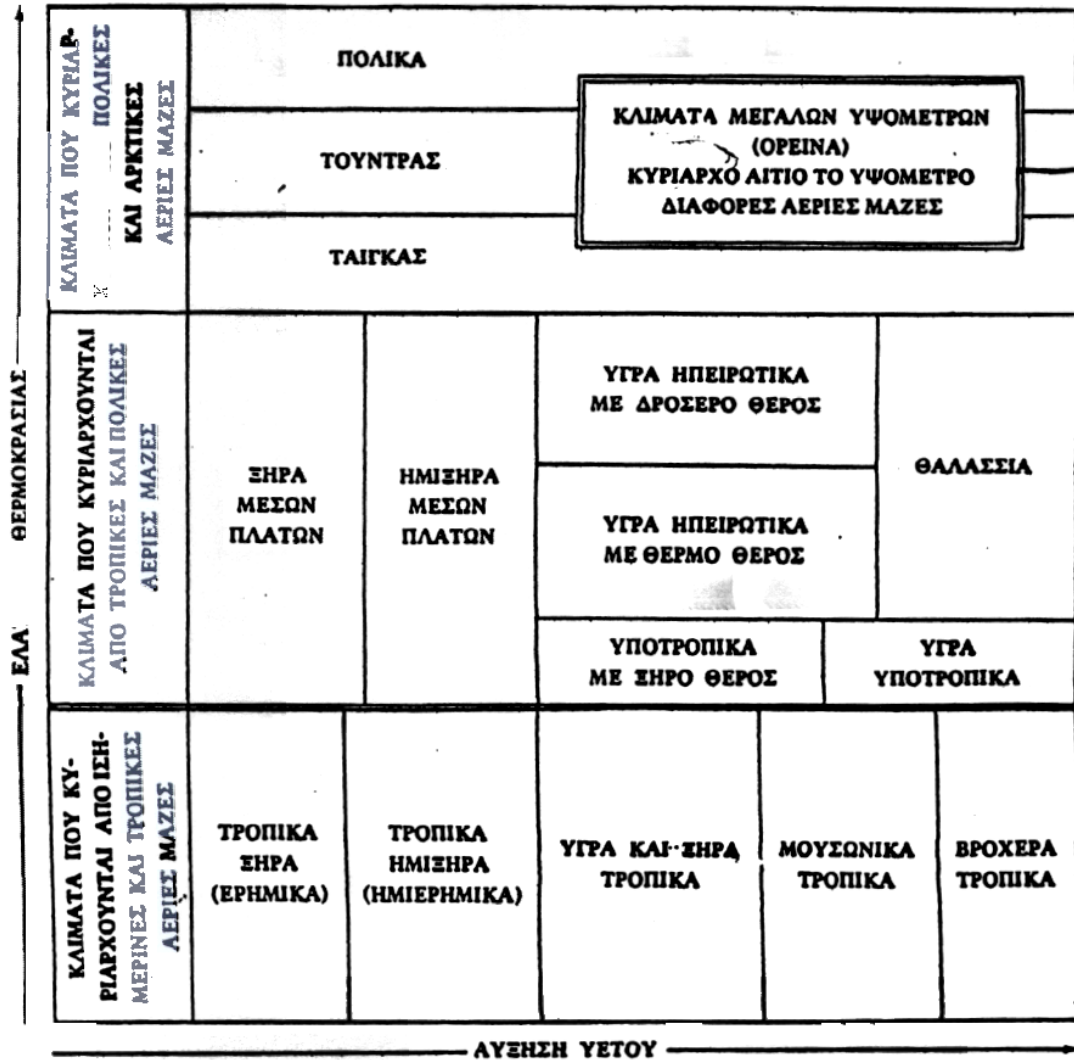 ΚΛΙΜΑΤΑ ΠΟΥ ΚΥΡΙΑΡ-
ΠΟΛΙΚΕΣ
ΚΑΙ ΑΡΚΤΙΚΕΣ
ΑΕΡΙΕΣ ΜΑΖΕΣ
ΠΟΛΙΚΑ
ΤΟΥΝΤΡΑΣ
ΤΑΙΓΚΑΣ
ΚΛΙΜΑΤΑ ΜΕΓΑΛΩΝ ΥΨΟΜΕΤΡΩΝ
(ΟΡΕΙΝΑ)
ΚΥΡΙΑΡΧΟ ΑΙΤΙΟ ΤΟ ΥΨΟΜΕΤΡΟ
ΔΙΑΦΟΡΕΣ ΑΕΡΙΕΣ ΜΑΖΕΣ
ΘΕΡΜΟΚΡΑΣΙΑΣ
ΚΛΙΜΑΤΑ ΠΟΥ ΚΥΡΙΑΡΧΟΥΝΤΑΙ
ΑΠΟ ΤΡΟΠΙΚΕΣ ΚΑΙ ΠΟΛΙΚΕΣ
ΑΕΡΙΕΣ ΜΑΖΕΣ
ΞΗΡΑ
ΜΕΣΩΝ
ΠΛΑΤΩΝ
ΗΜΙΞΗΡΑ
ΜΕΣΩΝ
ΠΛΑΤΩΝ
ΥΓΡΑ ΗΠΕΙΡΩΤΙΚΑ
ΜΕ ΔΡΟΣΕΡΟ ΘΕΡΟΣ
ΥΓΡΑ ΗΠΕΙΡΩΤΙΚΑ
ΜΕ ΘΕΡΜΟ ΘΕΡΟΣ
ΘΑΛΑΣΣΙΑ
ΥΠΟΤΡΟΠΙΚΑ
ΜΕ ΞΗΡΟ ΘΕΡΟΣ
ΥΓΡΑ
ΥΠΟΤΡΟΠΙΚΑ
ΚΛΙΜΑΤΑ ΠΟΥ ΚΥ-
ΡΙΑΡΧΟΥΝΤΑΙ ΑΠΟ ΙΣΗ-
ΜΕΡΙΝΕΣ ΚΑΙ ΤΡΟΠΙΚΕΣ
ΑΕΡΙΕΣ ΜΑΖΕΣ
ΤΡΟΠΙΚΑ
ΞΗΡΑ
(ΕΡΗΜΙΚΑ)
ΤΡΟΠΙΚΑ
ΗΜΙΞΗΡΑ
(ΗΜΙΕΡΗΜΙΚΑ)
ΥΓΡΑ ΚΑΙ ΞΗΡΑ
ΤΡΟΠΙΚΑ
ΜΟΥΣΩΝΙΚΑ
ΤΡΟΠΙΚΑ
ΒΡΟΧΕΡΑ
ΤΡΟΠΙΚΑ
ΑΥΞΗΣΗ ΥΕΤΟΥ